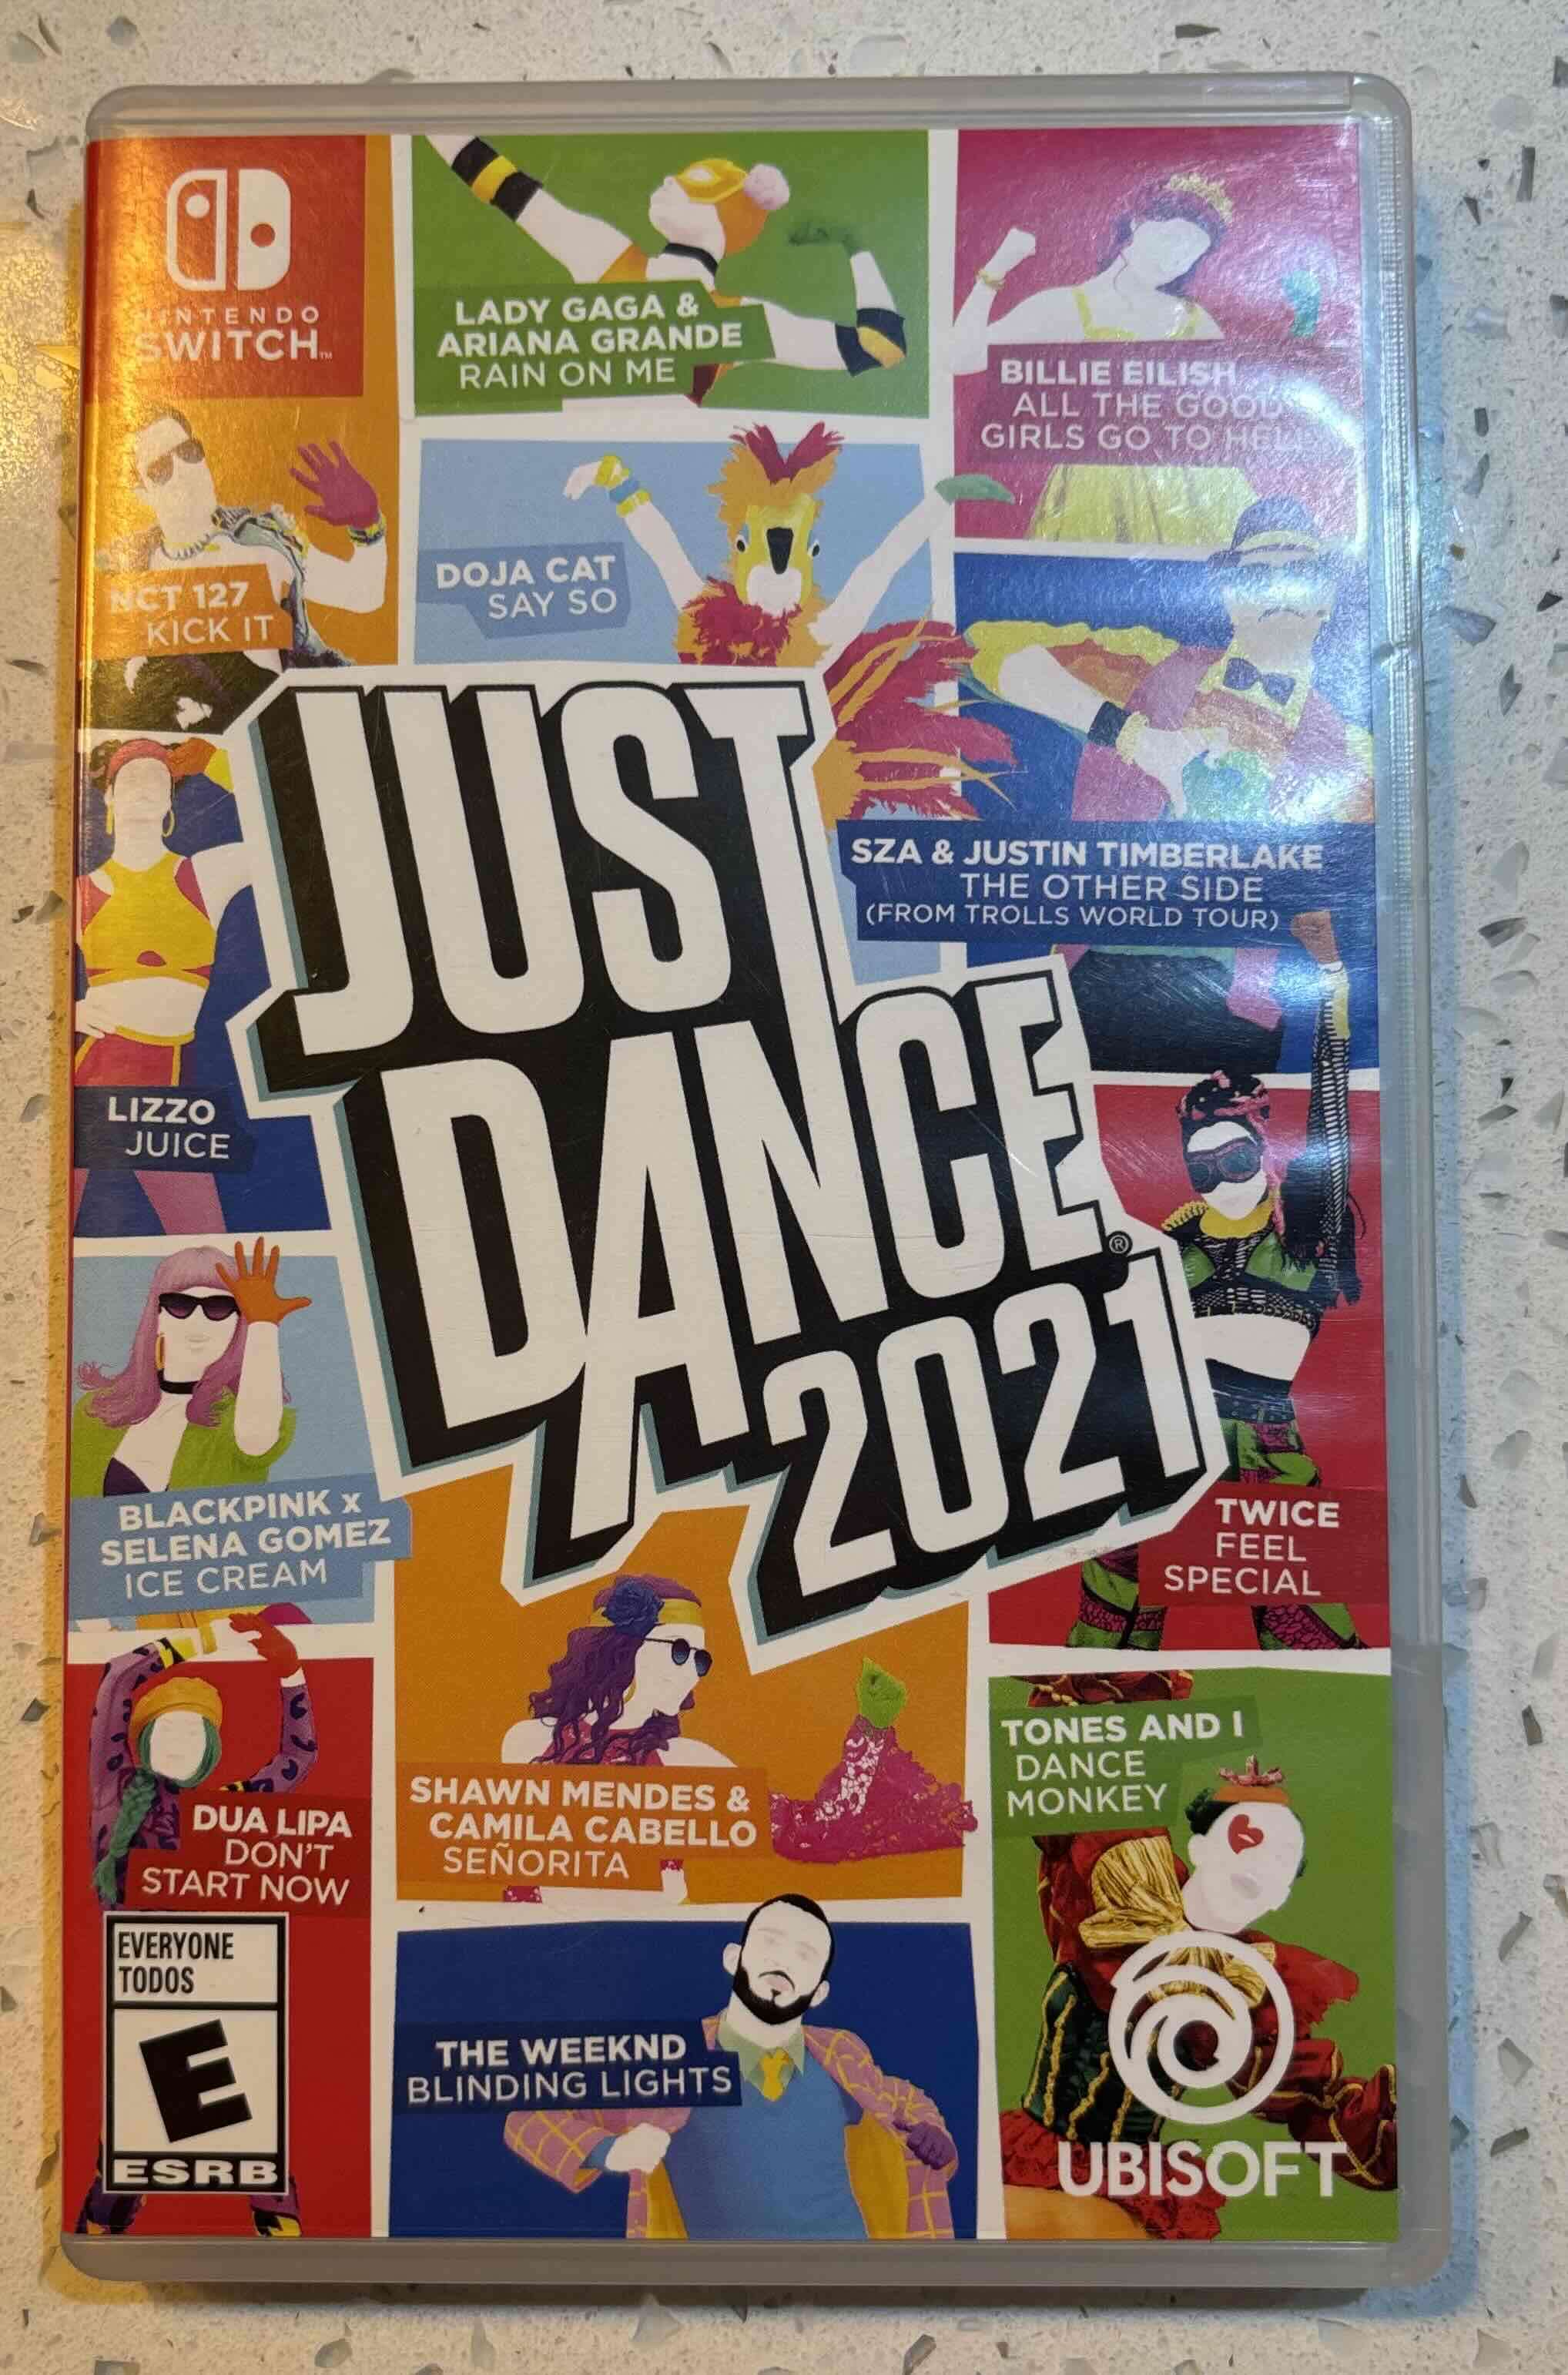 NINTENDO
SWITCH™
LADY GAGA &
ARIANA GRANDE
RAIN ON ME
BILLIE EILISH
ALL THE GOOD
GIRLS GO TO HELL
NCT 127
KICK IT
DOJA CAT
SAY SO
SZA & JUSTIN TIMBERLAKE
THE OTHER SIDE
(FROM TROLLS WORLD TOUR)
LIZZO
JUICE
JUST
DANCE®
2021
BLACKPINK x
SELENA GOMEZ
ICE CREAM
TWICE
FEEL
SPECIAL
DUA LIPA
DON'T
START NOW
SHAWN MENDES &
CAMILA CABELLO
SEÑORITA
TONES AND I
DANCE
MONKEY
THE WEEKND
BLINDING LIGHTS
EVERYONE
TODOS
E
ESRB
UBISOFT